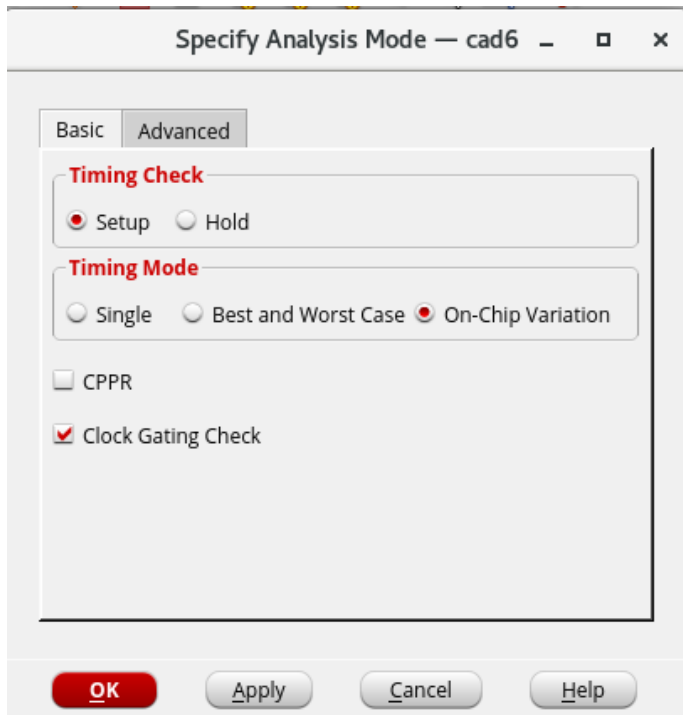 Specify Analysis Mode — cad6
Basic Advanced
Timing Check
Setup Hold
Timing Mode
Single Best and Worst Case On-Chip Variation
CPPR
Clock Gating Check
OK Apply Cancel Help